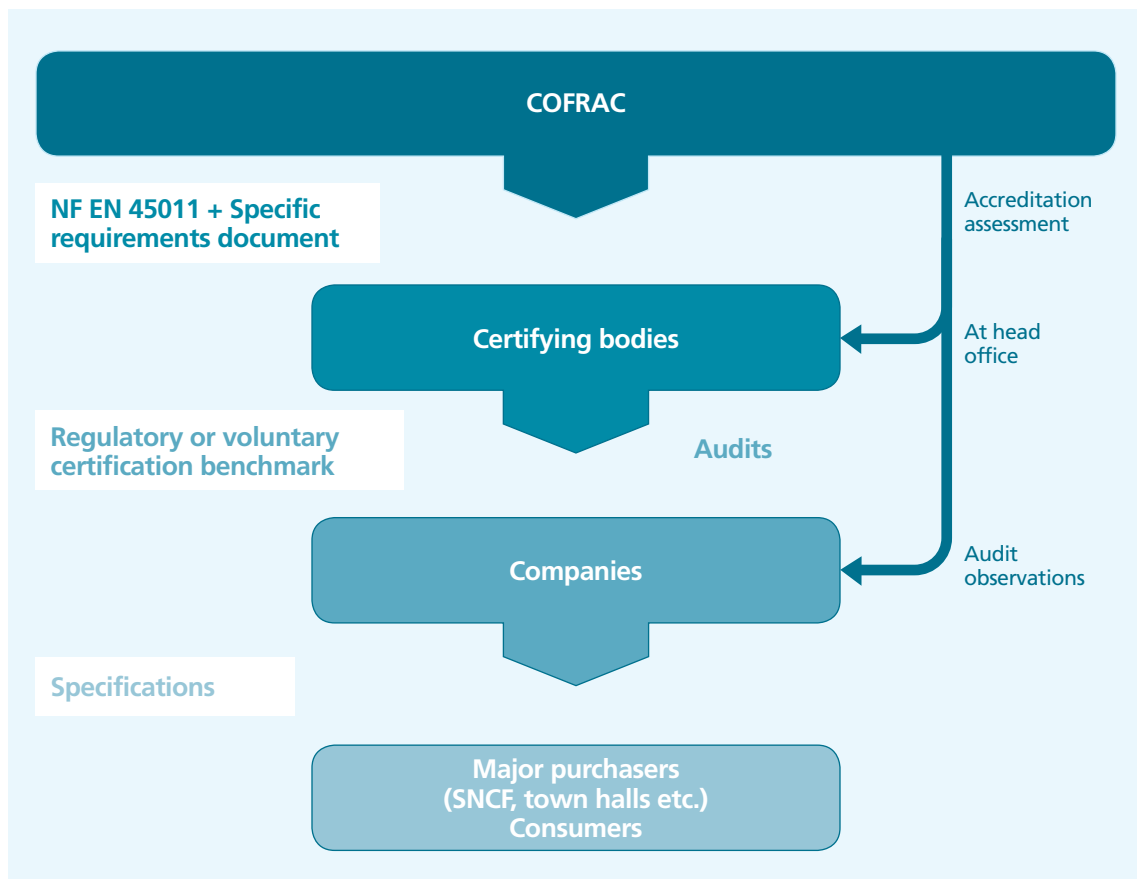 COFRAC
NF EN 45011 + Specific
requirements document
Accreditation
assessment
Certifying bodies
At head
office
Regulatory or voluntary
certification benchmark
Audits
Companies
Audit
observations
Specifications
Major purchasers
(SNCF, town halls etc.)
Consumers